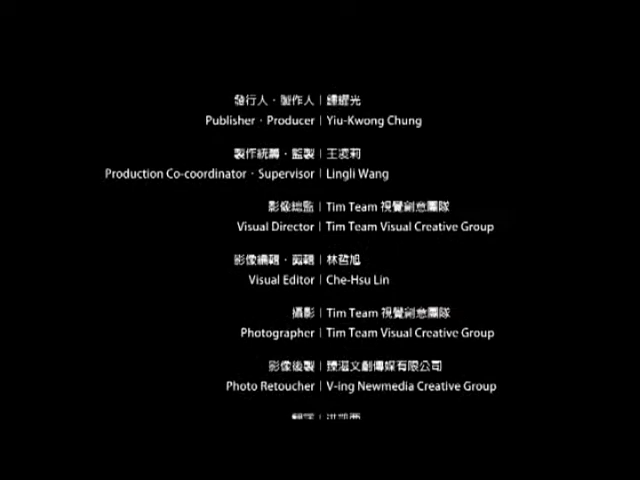 發行人・製作人 | 鍾耀光
Publisher・Producer | Yiu-Kwong Chung
製作統籌・監製 | 王凌莉
Production Co-coordinator・Supervisor | Lingli Wang
影像總監 | Tim Team 視覺創意團隊
Visual Director | Tim Team Visual Creative Group
影像編輯・剪輯 | 林哲旭
Visual Editor | Che-Hsu Lin
攝影 | Tim Team 視覺創意團隊
Photographer | Tim Team Visual Creative Group
影像後製 | 臻湛文創傳媒有限公司
Photo Retoucher | V-ing Newmedia Creative Group